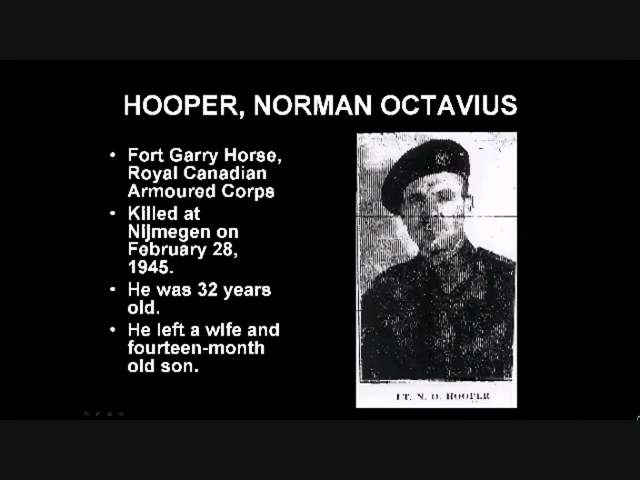 HOOPER, NORMAN OCTAVIUS
• Fort Garry Horse,
Royal Canadian
Armoured Corps
• Killed at
Nijmegen on
February 28,
1945.
• He was 32 years
old.
• He left a wife and
fourteen-month
old son.
LT. N. O. HOOPER